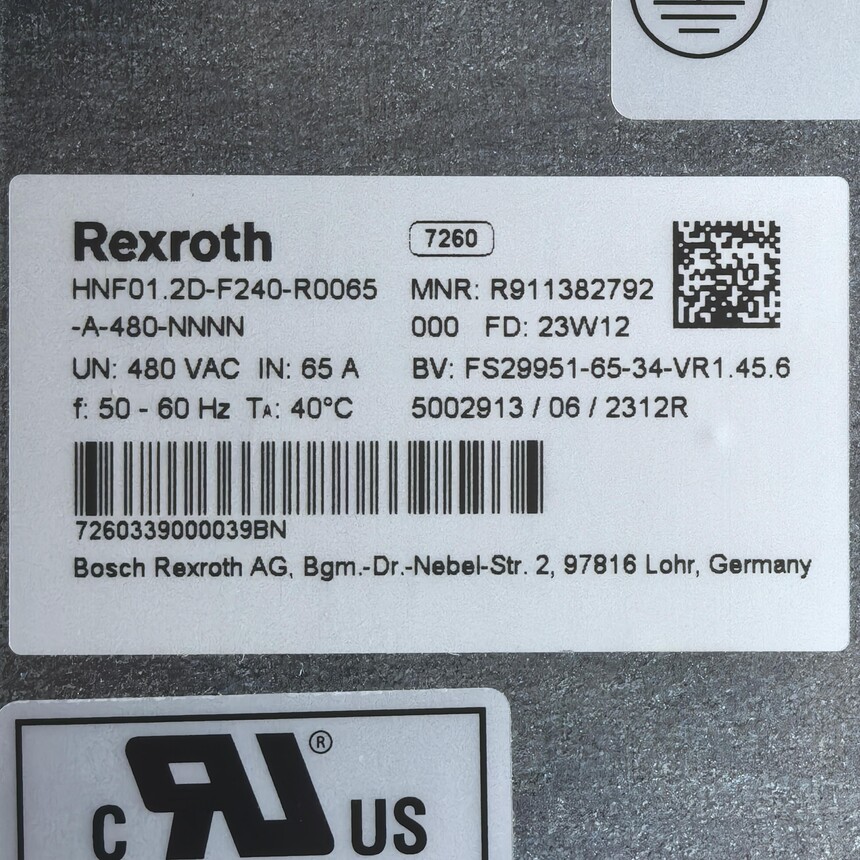 Rexroth
7260
HNF01.2D-F240-R0065
-A-480-NNNN
MNR: R911382792
000 FD: 23W12
UN: 480 VAC IN: 65 A
BV: FS29951-65-34-VR1.45.6
f: 50 - 60 Hz TA: 40°C
5002913 / 06 / 2312R
7260339000039BN
Bosch Rexroth AG, Bgm.-Dr.-Nebel-Str. 2, 97816 Lohr, Germany
RU®
C US